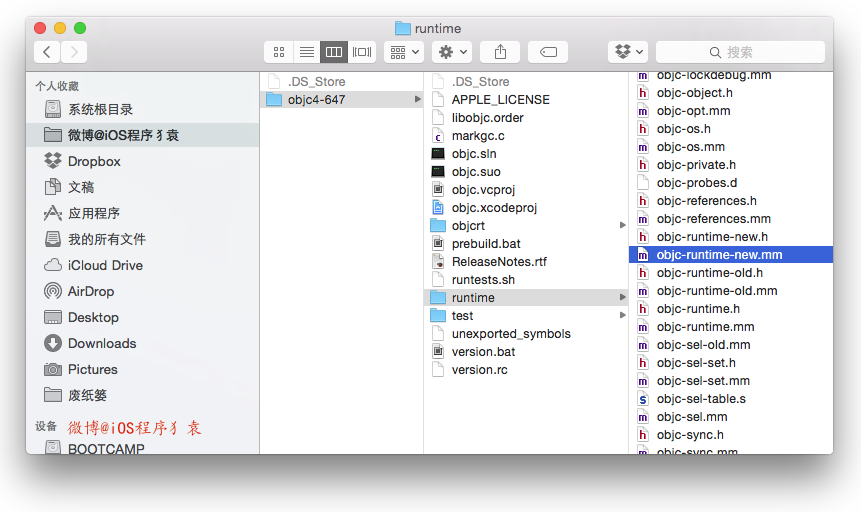 runtime
搜索
个人收藏
系统根目录
微博@iOS程序犭袁
Dropbox
文稿
应用程序
我的所有文件
iCloud Drive
AirDrop
Desktop
Downloads
Pictures
废纸篓
设备
微博@iOS程序犭袁
BOOTCAMP
.DS_Store
objc4-647
.DS_Store
APPLE_LICENSE
libobjc.order
markgc.c
objc.sln
objc.suo
objc.vcproj
objc.xcodeproj
objcrt
prebuild.bat
ReleaseNotes.rtf
runtests.sh
runtime
test
unexported_symbols
version.bat
version.rc
objc-lockdebug.mm
objc-object.h
objc-opt.mm
objc-os.h
objc-os.mm
objc-private.h
objc-probes.d
objc-references.h
objc-references.mm
objc-runtime-new.h
objc-runtime-new.mm
objc-runtime-old.h
objc-runtime-old.mm
objc-runtime.h
objc-runtime.mm
objc-sel-old.mm
objc-sel-set.h
objc-sel-set.mm
objc-sel-table.s
objc-sel.mm
objc-sync.h
objc-sync.mm